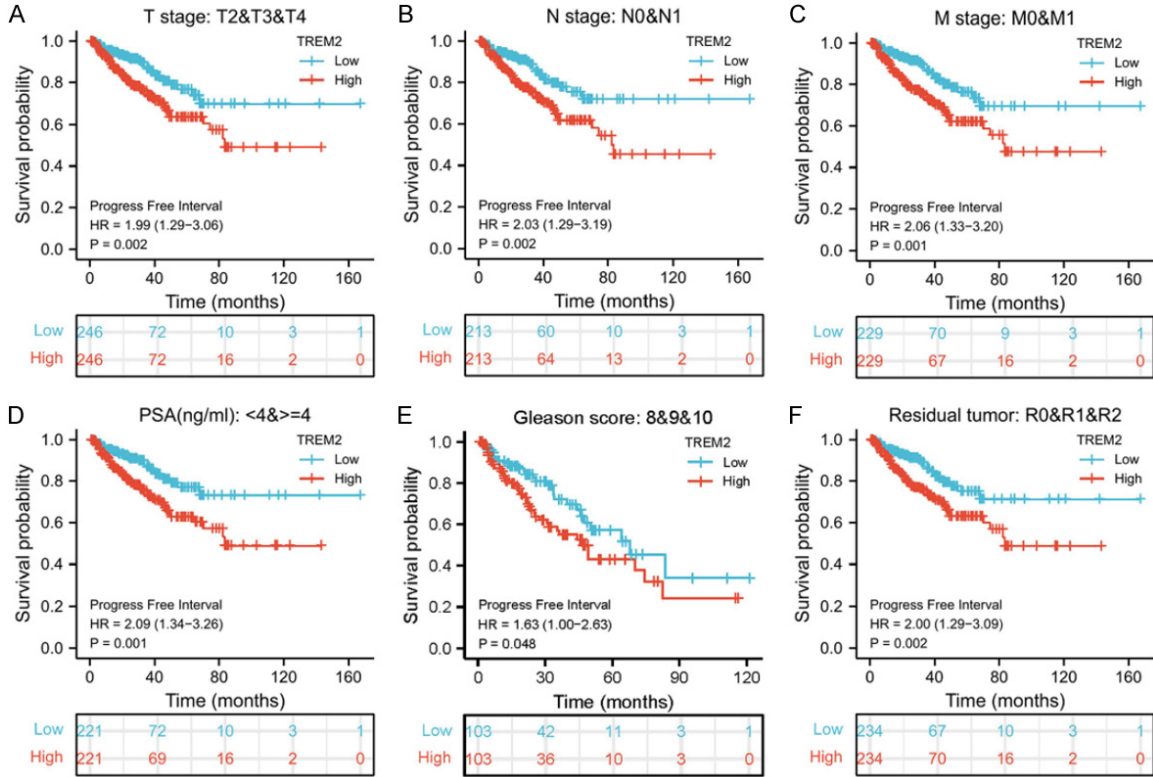 A
T stage: T2&T3&T4
TREM2
Low
High
Survival probability
1.0
0.8
0.6
0.4
0.2
0.0
Progress Free Interval
HR = 1.99 (1.29−3.06)
P = 0.002
0 40 80 120 160
Time (months)
Low 246 72 10 3 1
High 246 72 16 2 0
B
N stage: N0&N1
TREM2
Low
High
Survival probability
1.0
0.8
0.6
0.4
0.2
0.0
Progress Free Interval
HR = 2.03 (1.29−3.19)
P = 0.002
0 40 80 120 160
Time (months)
Low 213 60 10 3 1
High 213 64 13 2 0
C
M stage: M0&M1
TREM2
Low
High
Survival probability
1.0
0.8
0.6
0.4
0.2
0.0
Progress Free Interval
HR = 2.06 (1.33−3.20)
P = 0.001
0 40 80 120 160
Time (months)
Low 229 70 9 3 1
High 229 67 16 2 0
D
PSA(ng/ml): <4&>=4
TREM2
Low
High
Survival probability
1.0
0.8
0.6
0.4
0.2
0.0
Progress Free Interval
HR = 2.09 (1.34−3.26)
P = 0.001
0 40 80 120 160
Time (months)
Low 221 72 10 3 1
High 221 69 16 2 0
E
Gleason score: 8&9&10
TREM2
Low
High
Survival probability
1.0
0.8
0.6
0.4
0.2
0.0
Progress Free Interval
HR = 1.63 (1.00−2.63)
P = 0.048
0 30 60 90 120
Time (months)
Low 103 42 11 3 1
High 103 36 10 3 0
F
Residual tumor: R0&R1&R2
TREM2
Low
High
Survival probability
1.0
0.8
0.6
0.4
0.2
0.0
Progress Free Interval
HR = 2.00 (1.29−3.09)
P = 0.002
0 40 80 120 160
Time (months)
Low 234 67 10 3 1
High 234 70 16 2 0